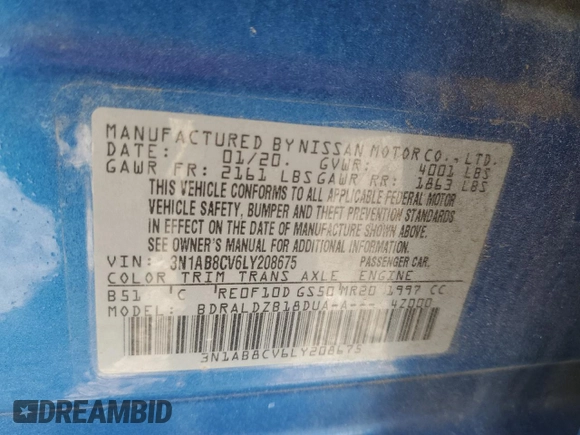 MANUFACTURED BY NISSAN MOTOR CO., LTD.
DATE: 01/20. GVWR: 4001 LBS
GAWR FR: 2161 LBS GAWR RR: 1863 LBS
THIS VEHICLE CONFORMS TO ALL APPLICABLE FEDERAL MOTOR
VEHICLE SAFETY, BUMPER AND THEFT PREVENTION STANDARDS
IN EFFECT ON THE DATE OF MANUFACTURE SHOWN ABOVE.
SEE OWNER'S MANUAL FOR ADDITIONAL INFORMATION.
VIN: 3N1AB8CV6LY208675 PASSENGER CAR.
COLOR TRIM TRANS AXLE ENGINE
B51 C RE0F10D GS50 MR20 1997 CC
MODEL: BDRALDZB18DUA-A--- -4Z000
3N1AB8CV6LY208675
DREAMBID